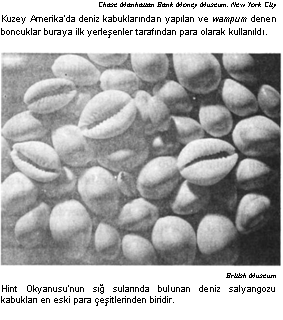 Chase Manhattan Bank Money Museum, New York City
Kuzey Amerika'da deniz kabuklarından yapılan ve wampum denen
boncuklar buraya ilk yerleşenler tarafından para olarak kullanıldı.
British Museum
Hint Okyanusu'nun sığ sularında bulunan deniz salyangozu
kabukları en eski para çeşitlerinden biridir.